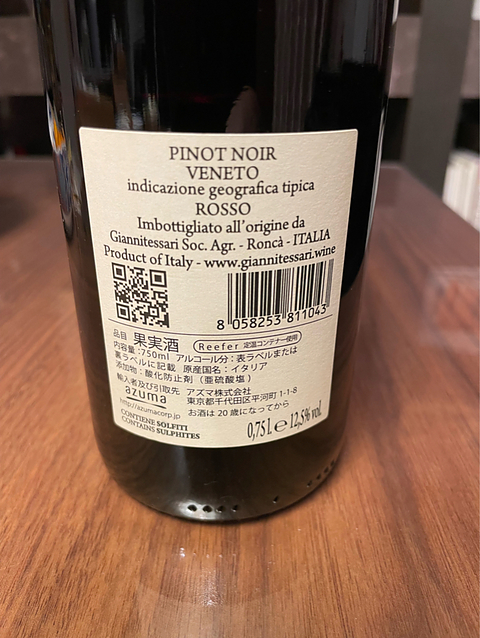 PINOT NOIR
VENETO
indicazione geografica tipica
ROSSO
Imbottigliato all'origine da
Giannitessari Soc. Agr. - Roncà - ITALIA
Product of Italy - www.giannitessari.wine
8 058253 811043
品目 果実酒 Reefer 定温コンテナー使用
内容量:750ml アルコール分:表ラベルまたは
裏ラベルに記載 原産国名:イタリア
添加物:酸化防止剤(亜硫酸塩)
輸入者及び引取先 アズマ株式会社
azuma 東京都千代田区平河町1-1-8
http://azumacorp.jp お酒は20歳になってから
CONTIENE SOLFITI
CONTAINS SULPHITES
0,75 L e 12,5% vol.